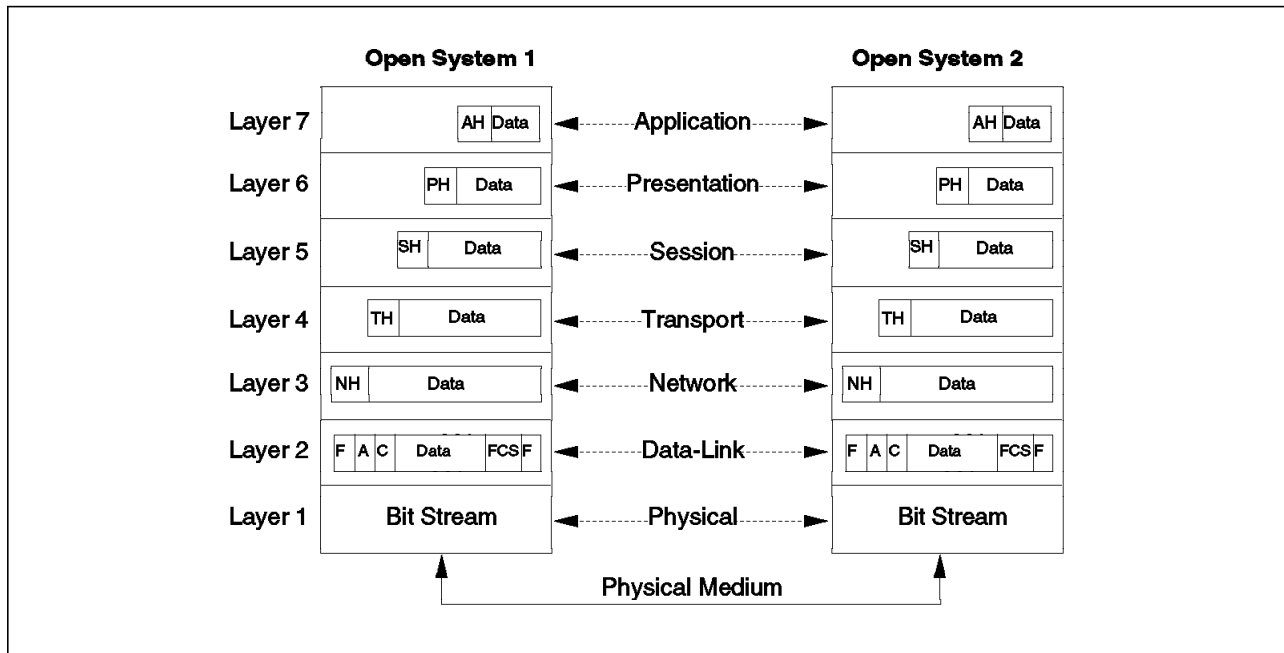 Open System 1 Open System 2
Layer 7 AH Data Application AH Data
Layer 6 PH Data Presentation PH Data
Layer 5 SH Data Session SH Data
Layer 4 TH Data Transport TH Data
Layer 3 NH Data Network NH Data
Layer 2 F A C Data FCS F Data-Link F A C Data FCS F
Layer 1 Bit Stream Physical Bit Stream
Physical Medium